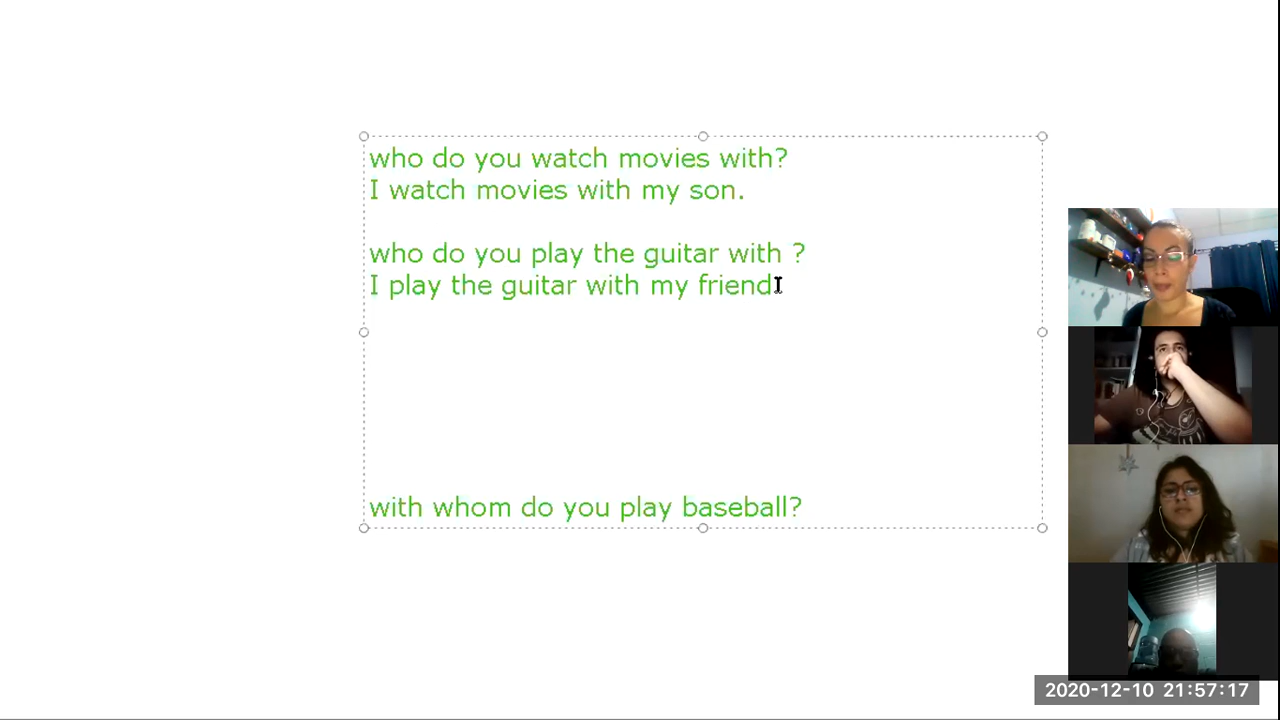 who do you watch movies with?
I watch movies with my son.
who do you play the guitar with ?
I play the guitar with my friend
with whom do you play baseball?
2020-12-10 21:57:17